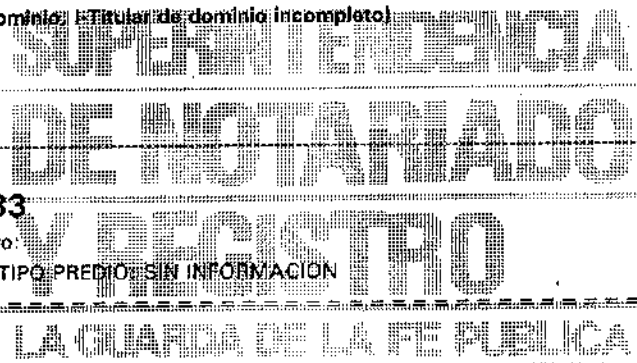 ominio, I-Titular de dominio incompleto)
SUPERINTENDENCIA
DE NOTARIADO
33
Y REGISTRO
o:
TIPO PREDIO: SIN INFORMACION
LA GUARDA DE LA FE PUBLICA